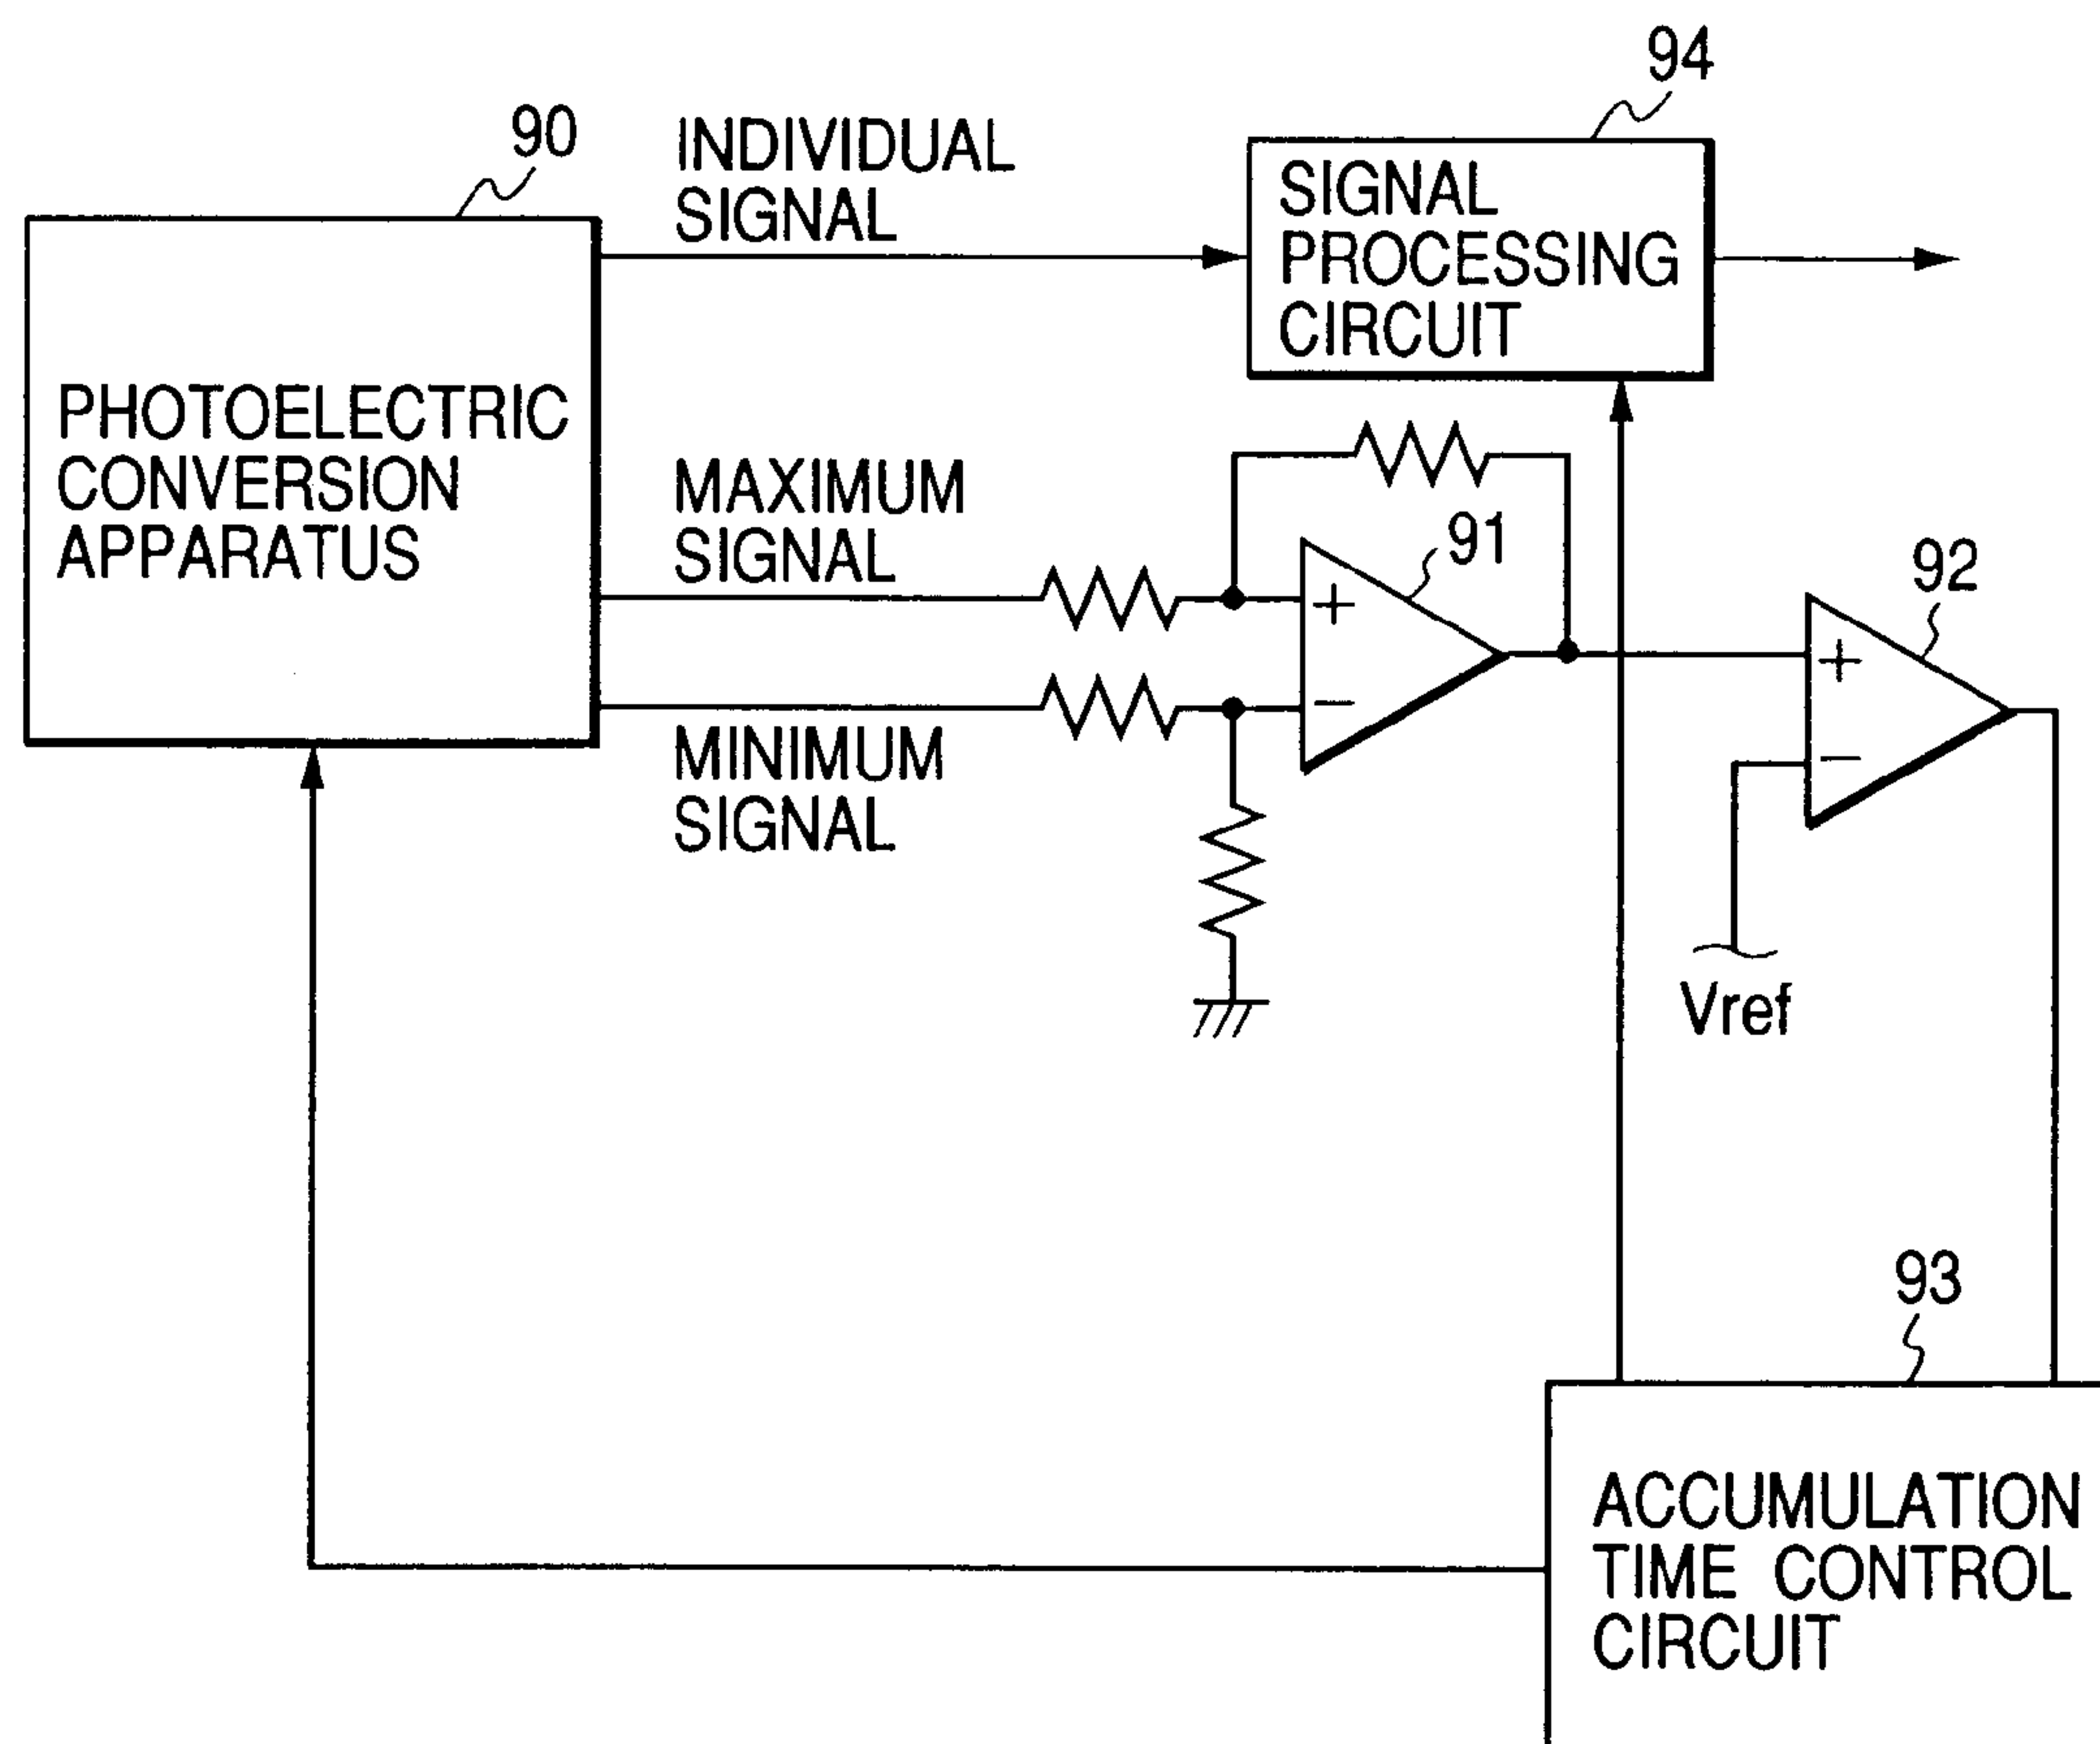 94
90
INDIVIDUAL
SIGNAL
SIGNAL
PROCESSING
CIRCUIT
PHOTOELECTRIC
CONVERSION
APPARATUS
MAXIMUM
SIGNAL
91
92
+
−
+
−
MINIMUM
SIGNAL
Vref
93
ACCUMULATION
TIME CONTROL
CIRCUIT